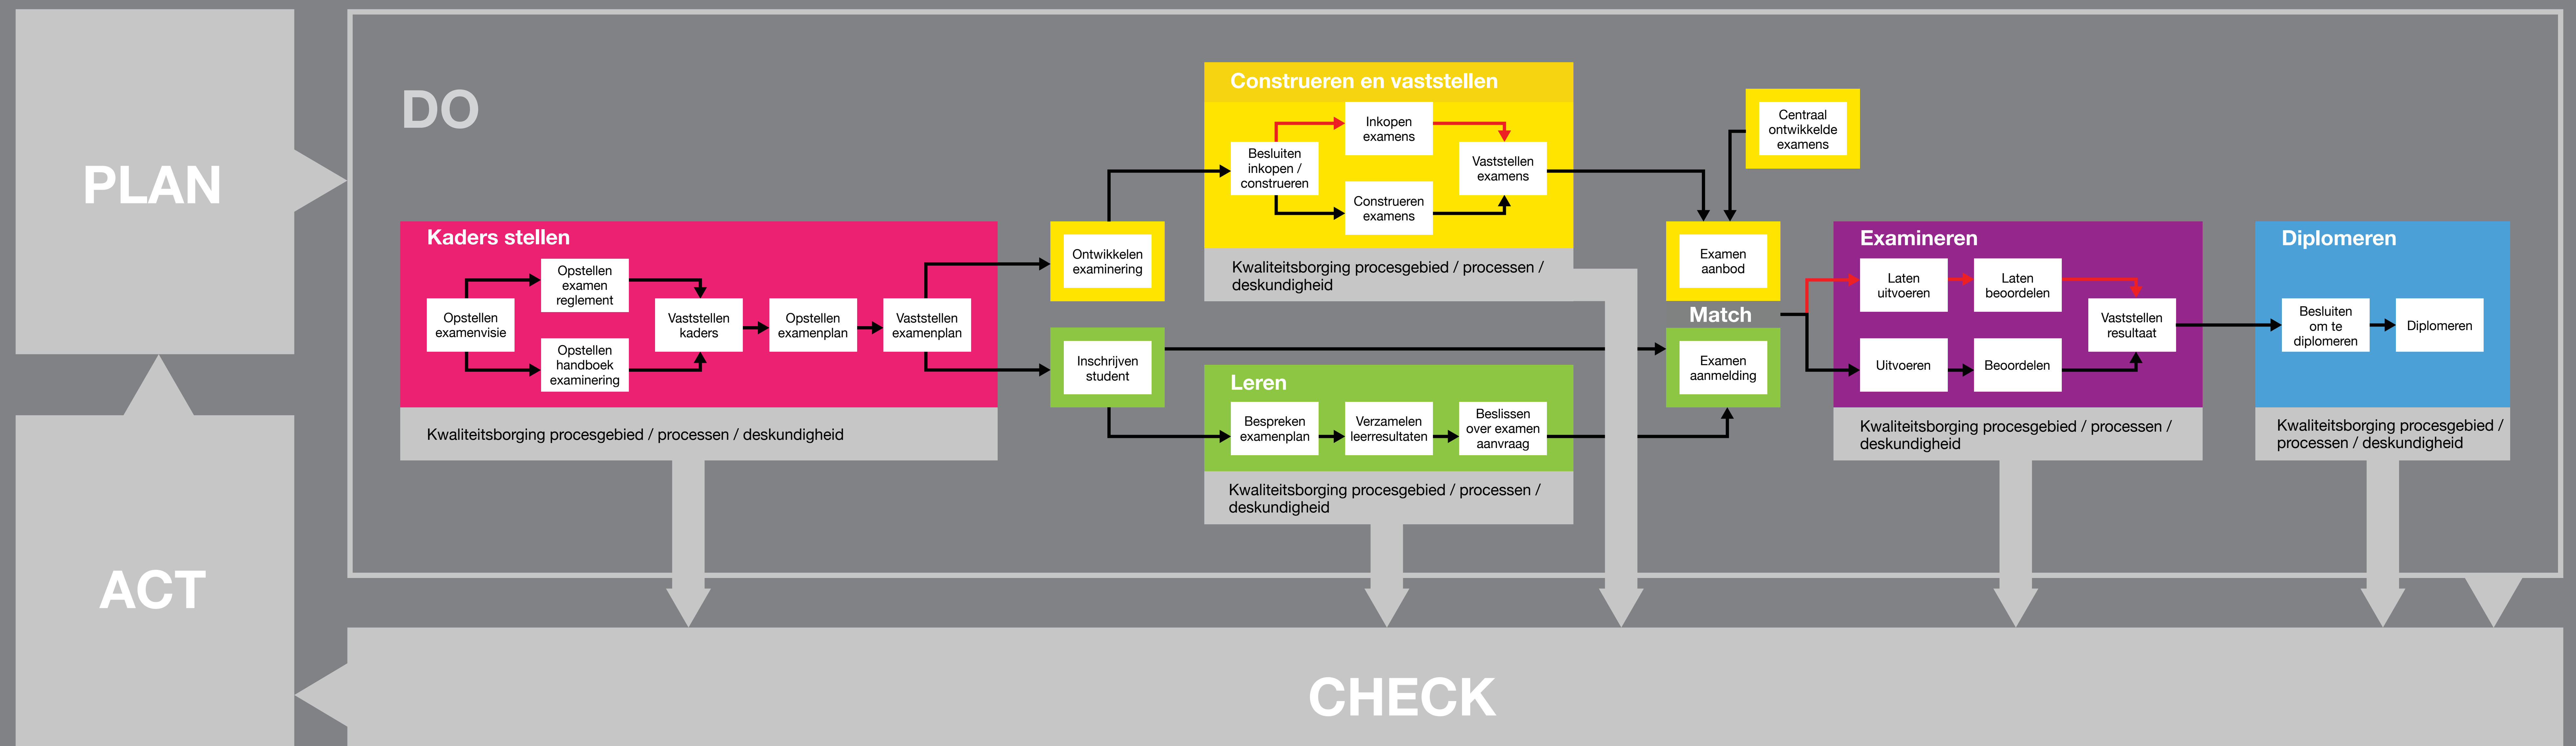 PLAN
ACT
DO
Kaders stellen
Opstellen
examenvisie
Opstellen
examen
reglement
Opstellen
handboek
examinering
Vaststellen
kaders
Opstellen
examenplan
Vaststellen
examenplan
Kwaliteitsborging procesgebied / processen / deskundigheid
Ontwikkelen
examinering
Inschrijven
student
Construeren en vaststellen
Besluiten
inkopen /
construeren
Inkopen
examens
Construeren
examens
Vaststellen
examens
Kwaliteitsborging procesgebied / processen /
deskundigheid
Leren
Bespreken
examenplan
Verzamelen
leerresultaten
Beslissen
over examen
aanvraag
Kwaliteitsborging procesgebied / processen /
deskundigheid
Centraal
ontwikkelde
examens
Examen
aanbod
Match
Examen
aanmelding
Examineren
Laten
uitvoeren
Laten
beoordelen
Uitvoeren
Beoordelen
Vaststellen
resultaat
Kwaliteitsborging procesgebied / processen /
deskundigheid
Diplomeren
Besluiten
om te
diplomeren
Diplomeren
Kwaliteitsborging procesgebied /
processen / deskundigheid
CHECK